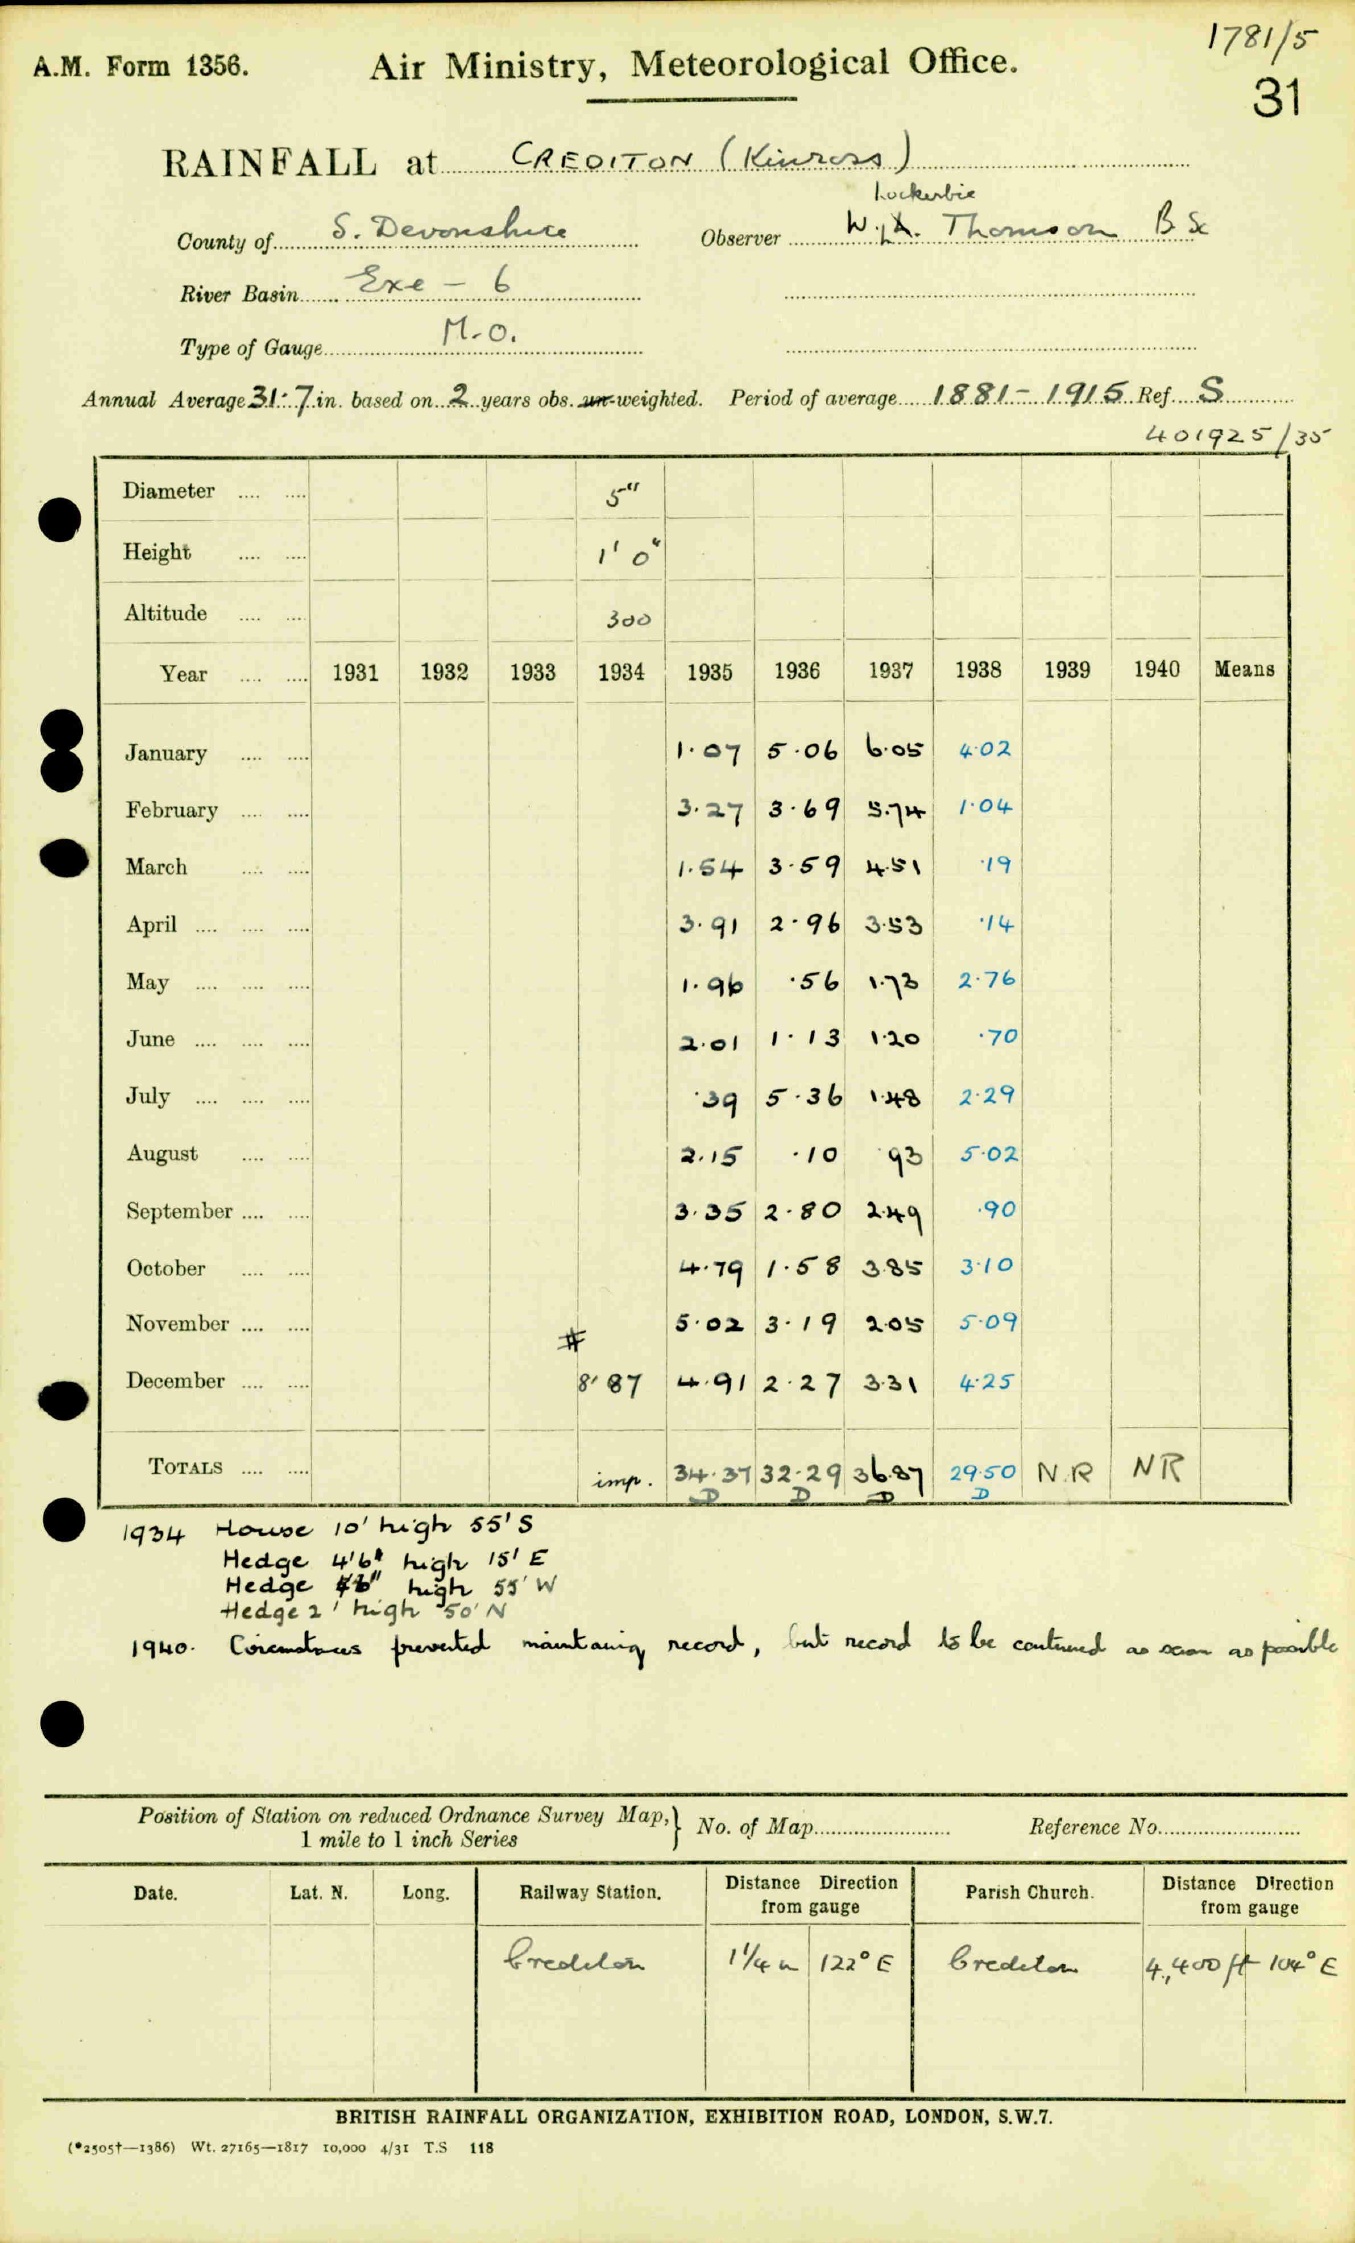 1781/5
A.M. Form 1356. Air Ministry, Meteorological Office.
31
RAINFALL at CREDITON (Kinross)
Lockerbie
County of S. Devonshire Observer W. A. Thomson B Sc
River Basin Exe - 6
Type of Gauge M.O.
Annual Average 31.7 in. based on 2 years obs. un-weighted. Period of average 1881 - 1915 Ref. S
401925/35
Diameter .... .... 5"
Height .... .... 1' 0"
Altitude .... .... 300
Year .... .... 1931 1932 1933 1934 1935 1936 1937 1938 1939 1940 Means
January .... .... 1.07 5.06 6.05 4.02
February .... .... 3.27 3.69 5.74 1.04
March .... .... 1.54 3.59 4.51 .19
April .... .... .... 3.91 2.96 3.53 .14
May .... .... .... 1.96 .56 1.73 2.76
June .... .... .... 2.01 1.13 1.20 .70
July .... .... .... .39 5.36 1.48 2.29
August .... .... 2.15 .10 .93 5.02
September .... .... 3.35 2.80 2.49 .90
October .... .... 4.79 1.58 3.85 3.10
November .... .... 5.02 3.19 2.05 5.09
#
December .... .... 8.87 4.91 2.27 3.31 4.25
TOTALS .... .... imp. 34.37 32.29 36.87 29.50 N.R NR
D D D D
1934 House 10' high 55' S
Hedge 4'6" high 15' E
Hedge 6" high 55' W
Hedge 2' high 50' N
1940. Circumstances prevented maintaining record, but record to be continued as soon as possible
Position of Station on reduced Ordnance Survey Map, } No. of Map Reference No.
1 mile to 1 inch Series
Date. Lat. N. Long. Railway Station. Distance Direction from gauge Parish Church. Distance Direction from gauge
Crediton 1 1/4 m 122° E Crediton 4,400 ft 104° E
BRITISH RAINFALL ORGANIZATION, EXHIBITION ROAD, LONDON, S.W.7.
(*2505†—1386) Wt. 27165—1817 10,000 4/31 T.S 118